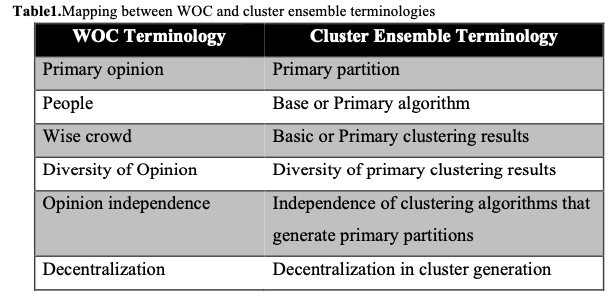 Table1.Mapping between WOC and cluster ensemble terminologies
WOC Terminology Cluster Ensemble Terminology
Primary opinion Primary partition
People Base or Primary algorithm
Wise crowd Basic or Primary clustering results
Diversity of Opinion Diversity of primary clustering results
Opinion independence Independence of clustering algorithms that
generate primary partitions
Decentralization Decentralization in cluster generation